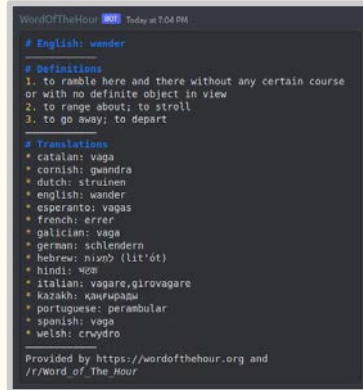 WordOfTheHour BOT Today at 7:04 PM
# English: wander
# Definitions
1. to ramble here and there without any certain course
or with no definite object in view
2. to range about; to stroll
3. to go away; to depart
# Translations
* catalan: vaga
* cornish: gwandra
* dutch: struinen
* english: wander
* esperanto: vagas
* french: errer
* galician: vaga
* german: schlendern
* hebrew: לתעות (lit'ót)
* hindi: भटक
* italian: vagare,girovagare
* kazakh: қаңғырады
* portuguese: perambular
* spanish: vaga
* welsh: crwydro
Provided by https://wordofthehour.org and
/r/Word_of_The_Hour